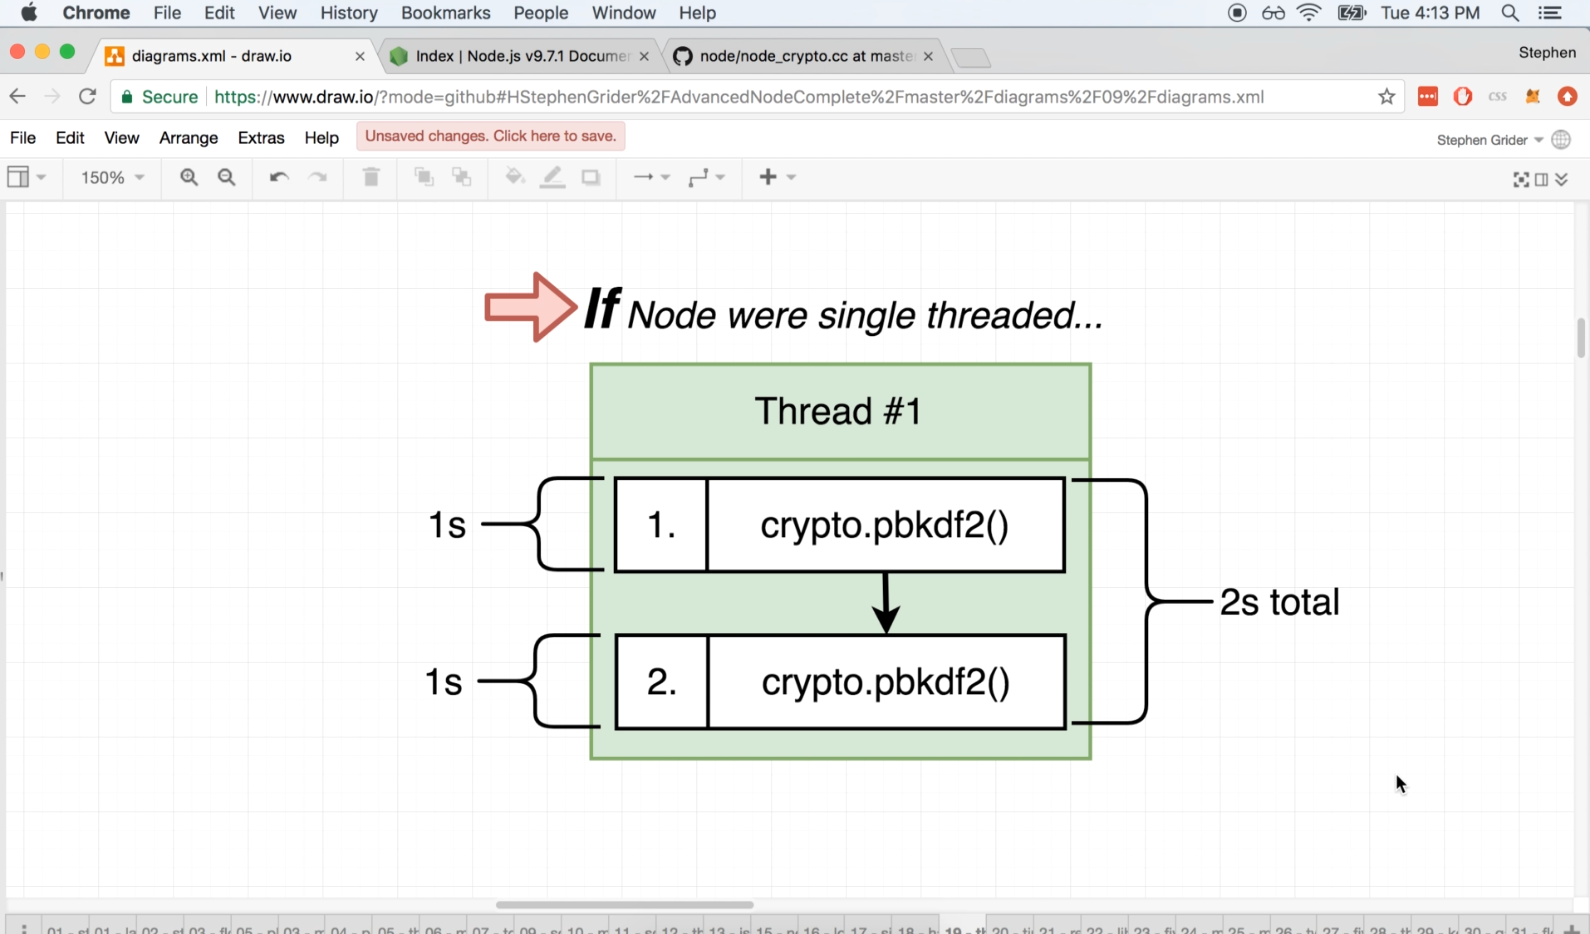 Chrome File Edit View History Bookmarks People Window Help Tue 4:13 PM
diagrams.xml - draw.io Index | Node.js v9.7.1 Documen node/node_crypto.cc at master Stephen
Secure https://www.draw.io/?mode=github#HStephenGrider%2FAdvancedNodeComplete%2Fmaster%2Fdiagrams%2F09%2Fdiagrams.xml CSS
File Edit View Arrange Extras Help Unsaved changes. Click here to save. Stephen Grider
150%
If Node were single threaded...
Thread #1
1s 1. crypto.pbkdf2()
2s total
1s 2. crypto.pbkdf2()